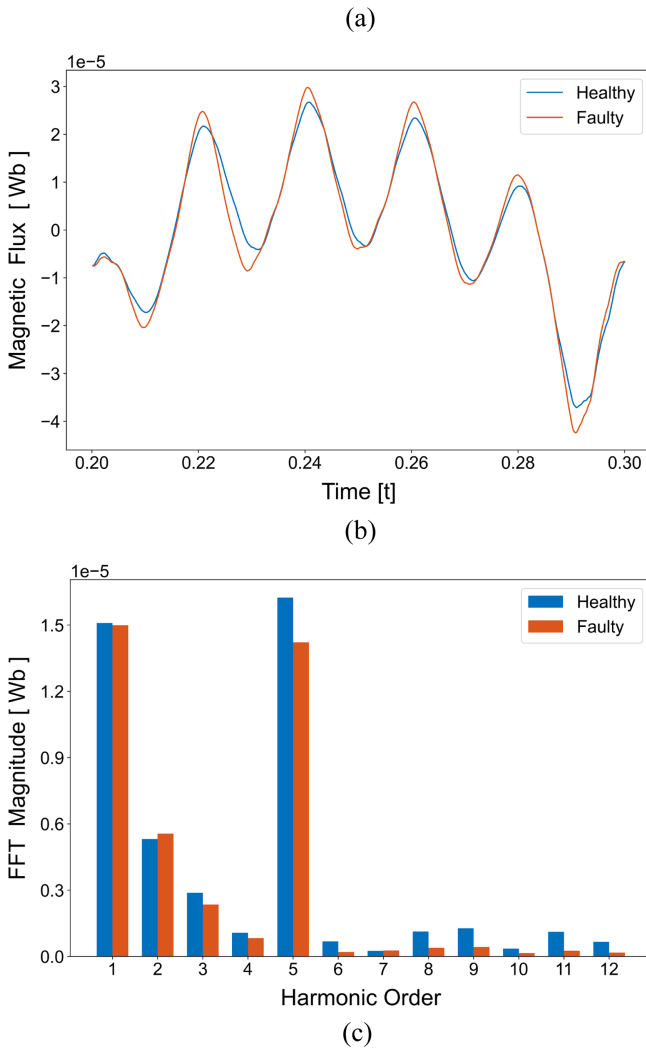 (a)
1e−5
3
2
1
0
−1
−2
−3
−4
Magnetic Flux [ Wb ]
Healthy
Faulty
0.20 0.22 0.24 0.26 0.28 0.30
Time [t]
(b)
1e−5
1.5
1.2
0.9
0.6
0.3
0.0
FFT Magnitude [ Wb ]
Healthy
Faulty
1 2 3 4 5 6 7 8 9 10 11 12
Harmonic Order
(c)